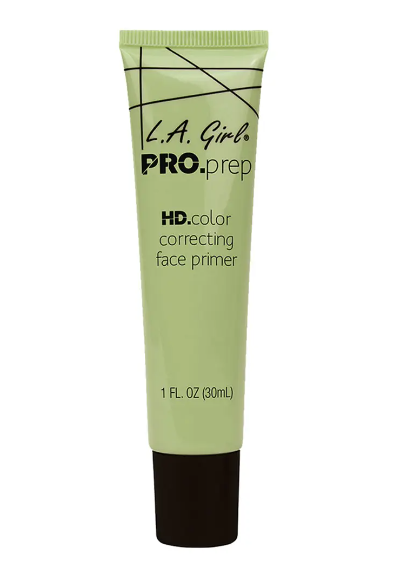 L.A. Girl®
PRO.prep
HD.color
correcting
face primer
1 FL. OZ (30mL)